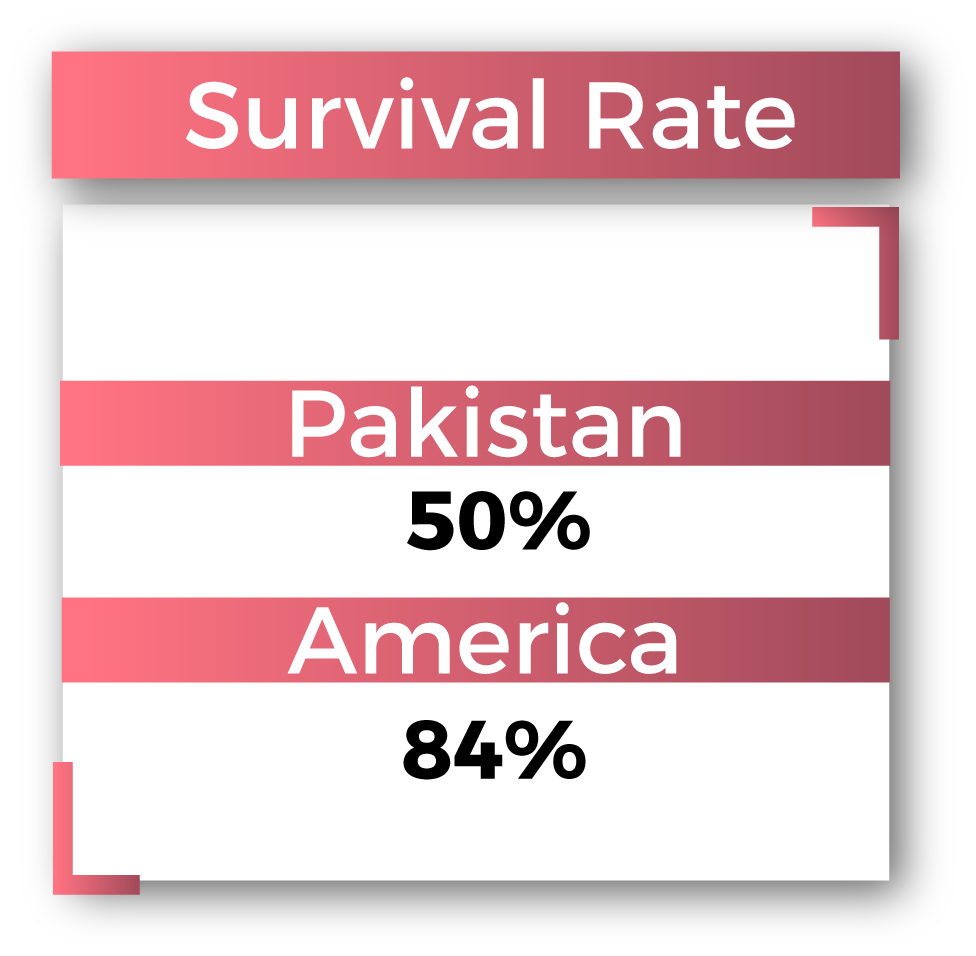 Survival Rate
Pakistan
50%
America
84%